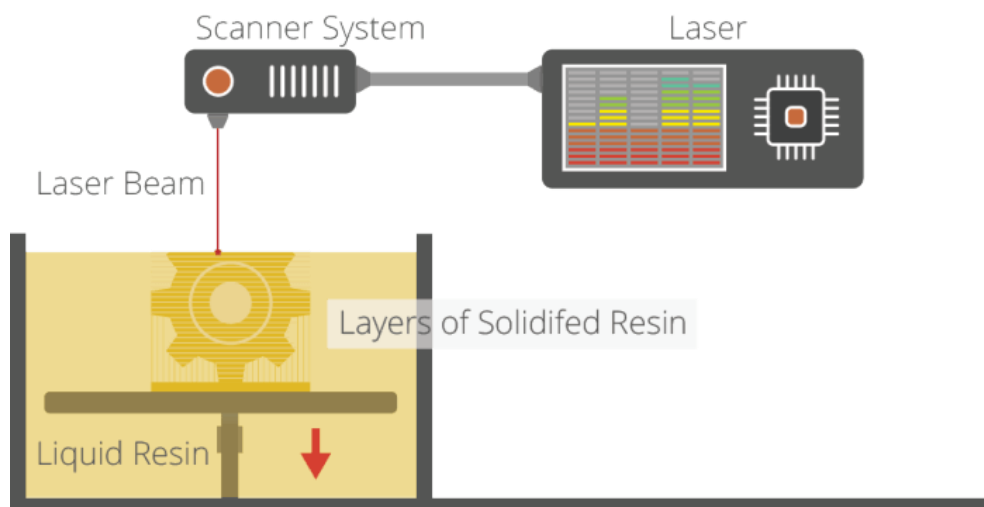 Scanner System
Laser
Laser Beam
Layers of Solidifed Resin
Liquid Resin